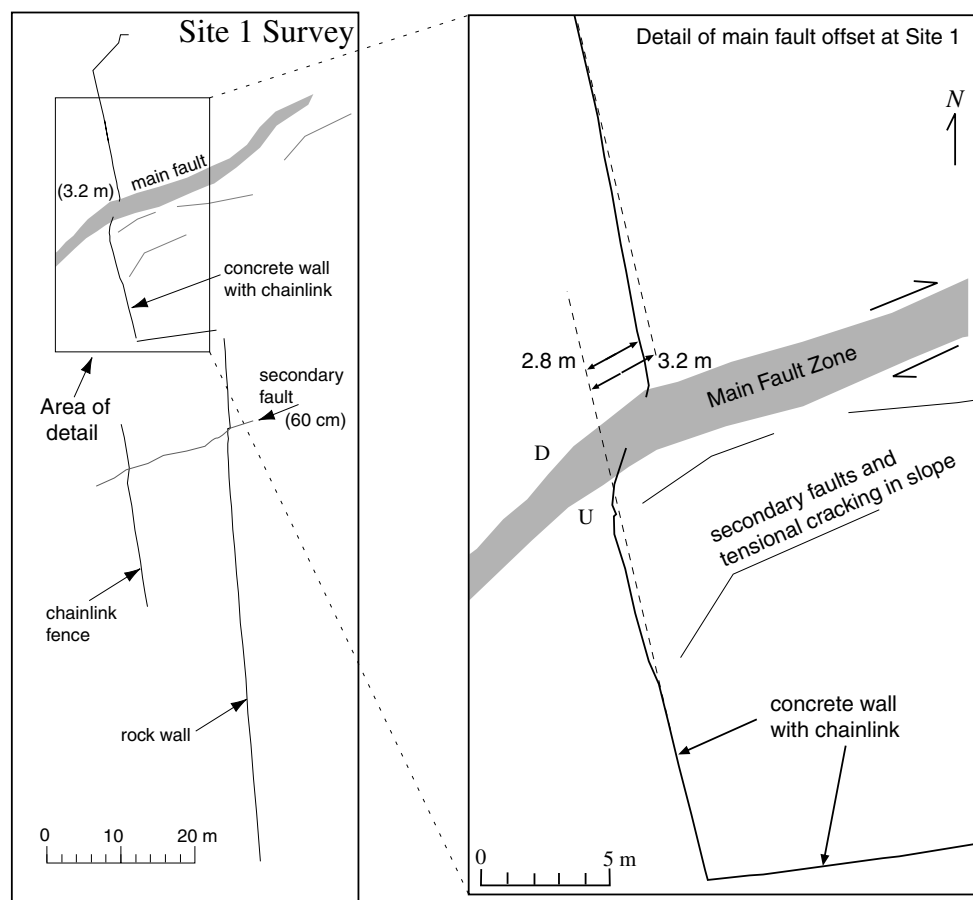 Site 1 Survey
main fault
(3.2 m)
concrete wall
with chainlink
Area of
detail
secondary
fault
(60 cm)
chainlink
fence
rock wall
0 10 20 m
Detail of main fault offset at Site 1
N
2.8 m
3.2 m
Main Fault Zone
D
U
secondary faults and
tensional cracking in slope
concrete wall
with chainlink
0 5 m